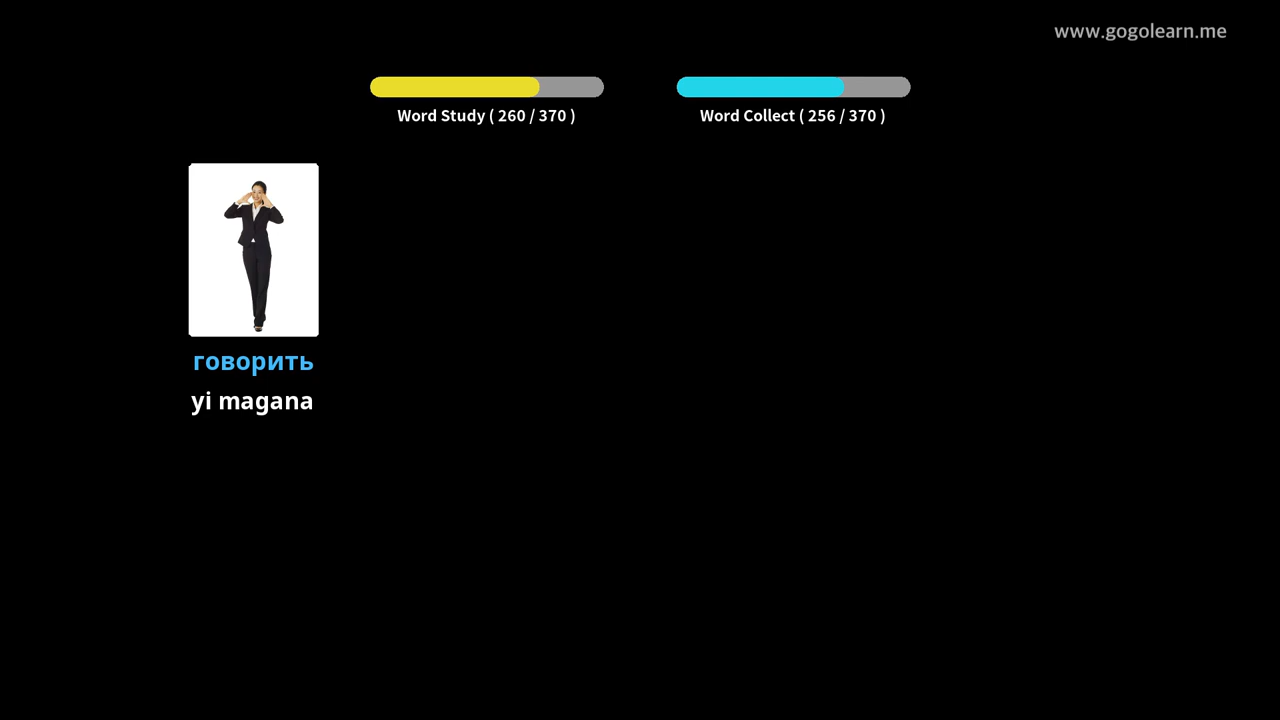 www.gogolearn.me
Word Study ( 260 / 370 )
Word Collect ( 256 / 370 )
говорить
yi magana